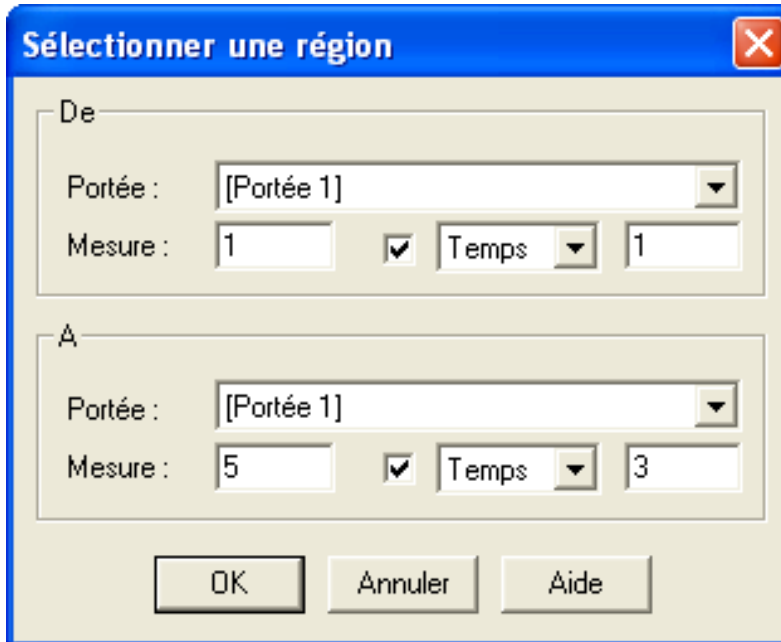 Sélectionner une région
De
Portée : [Portée 1]
Mesure : 1 Temps 1
A
Portée : [Portée 1]
Mesure : 5 Temps 3
OK Annuler Aide